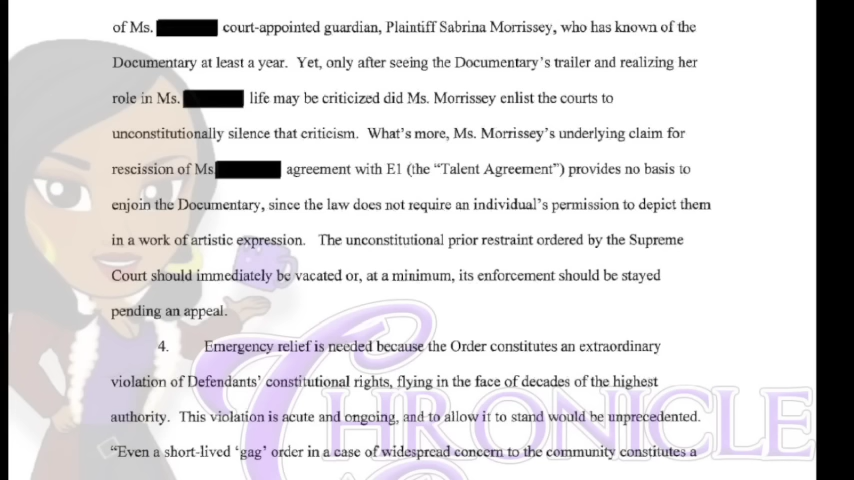 of Ms. court-appointed guardian, Plaintiff Sabrina Morrissey, who has known of the
Documentary at least a year. Yet, only after seeing the Documentary's trailer and realizing her
role in Ms. life may be criticized did Ms. Morrissey enlist the courts to
unconstitutionally silence that criticism. What's more, Ms. Morrissey's underlying claim for
rescission of Ms. agreement with E1 (the "Talent Agreement") provides no basis to
enjoin the Documentary, since the law does not require an individual's permission to depict them
in a work of artistic expression. The unconstitutional prior restraint ordered by the Supreme
Court should immediately be vacated or, at a minimum, its enforcement should be stayed
pending an appeal.
4. Emergency relief is needed because the Order constitutes an extraordinary
violation of Defendants' constitutional rights, flying in the face of decades of the highest
authority. This violation is acute and ongoing, and to allow it to stand would be unprecedented.
"Even a short-lived 'gag' order in a case of widespread concern to the community constitutes a
CHRONICLE